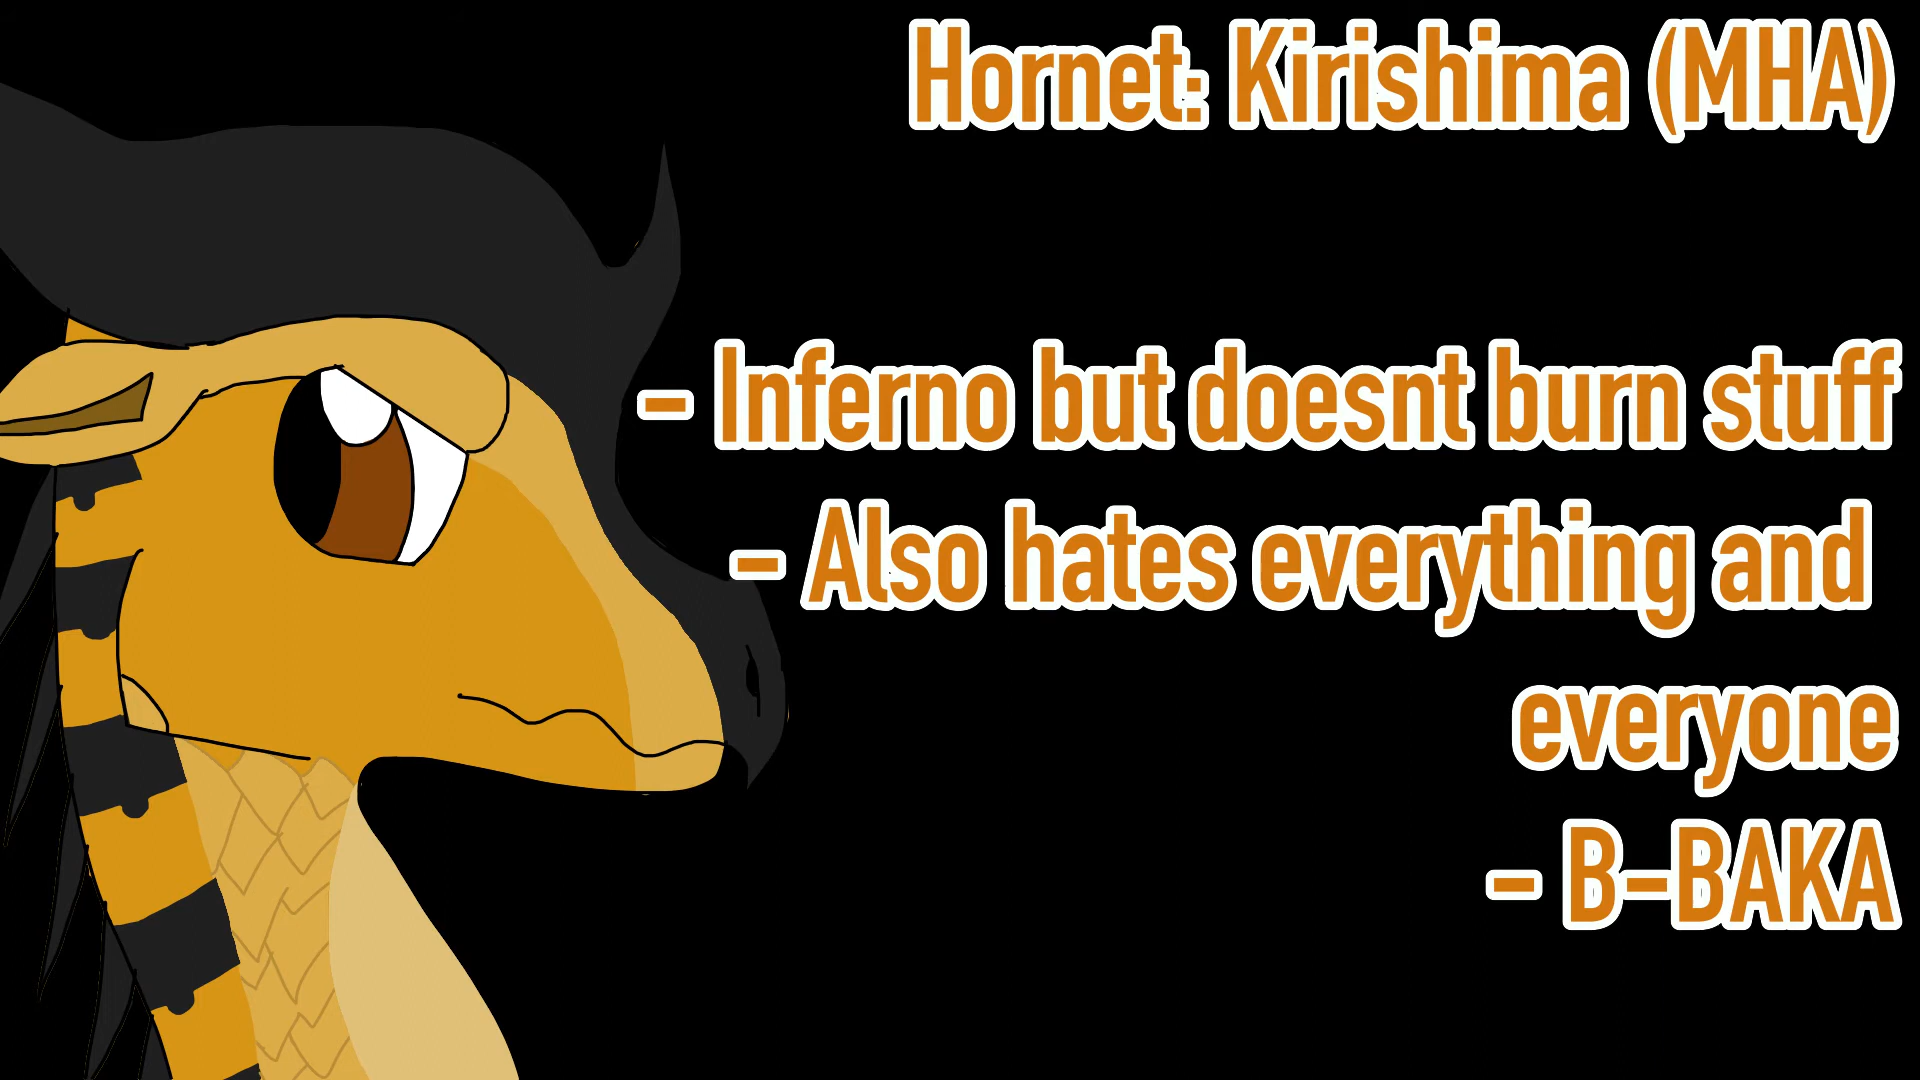 Hornet: Kirishima (MHA)
- Inferno but doesnt burn stuff
- Also hates everything and
everyone
- B-BAKA